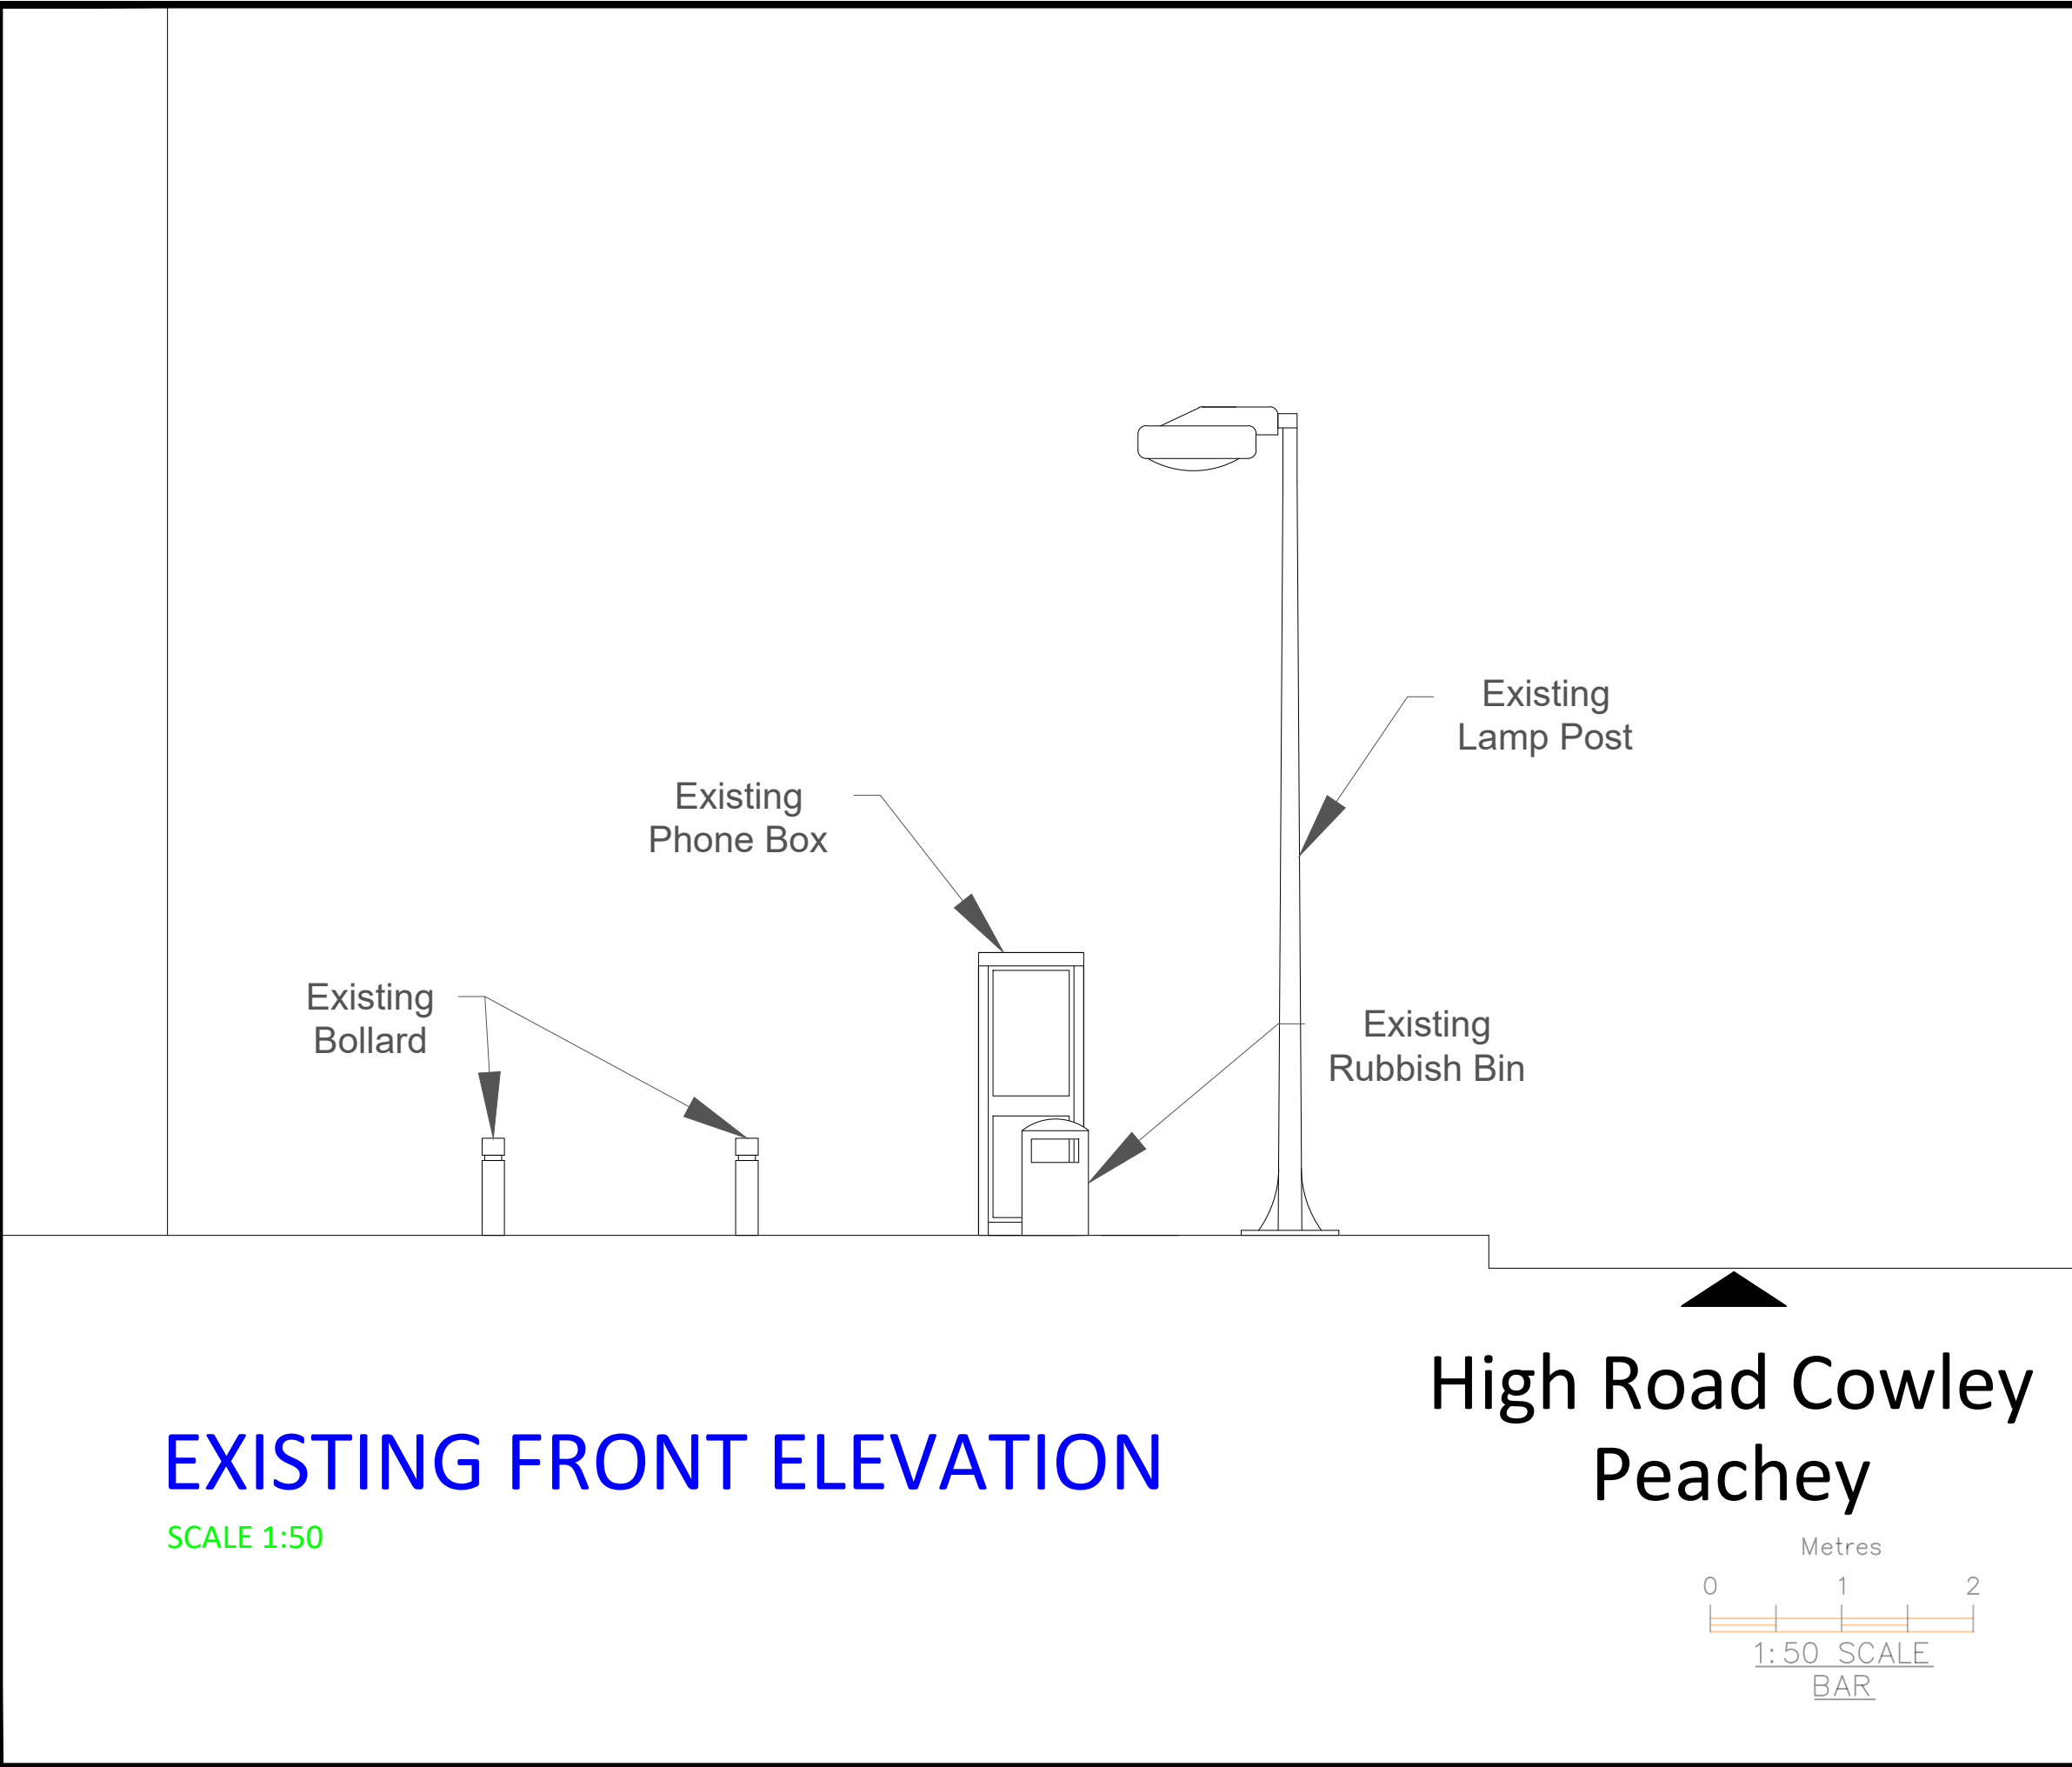 Existing
Lamp Post
Existing
Phone Box
Existing
Bollard
Existing
Rubbish Bin
High Road Cowley
Peachey
EXISTING FRONT ELEVATION
SCALE 1:50
Metres
0 1 2
1:50 SCALE
BAR